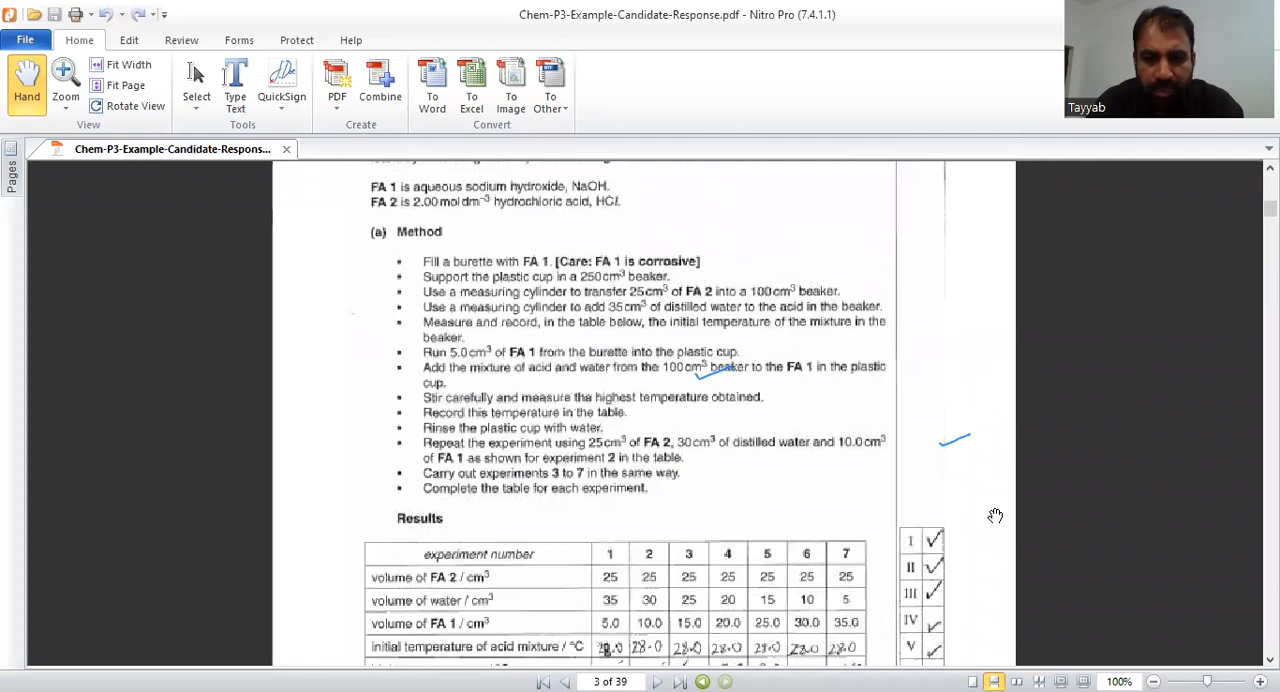 Chem-P3-Example-Candidate-Response.pdf - Nitro Pro (7.4.1.1)
File Home Edit Review Forms Protect Help
Hand
Zoom
Fit Width
Fit Page
Rotate View
Select
Type Text
QuickSign
PDF
Combine
To Word
To Excel
To Image
To Other
View Tools Create Convert
Tayyab
Chem-P3-Example-Candidate-Respons...
Pages
FA 1 is aqueous sodium hydroxide, NaOH.
FA 2 is 2.00 mol dm⁻³ hydrochloric acid, HCl.
(a) Method
• Fill a burette with FA 1. [Care: FA 1 is corrosive]
• Support the plastic cup in a 250 cm³ beaker.
• Use a measuring cylinder to transfer 25 cm³ of FA 2 into a 100 cm³ beaker.
• Use a measuring cylinder to add 35 cm³ of distilled water to the acid in the beaker.
• Measure and record, in the table below, the initial temperature of the mixture in the
beaker.
• Run 5.0 cm³ of FA 1 from the burette into the plastic cup.
• Add the mixture of acid and water from the 100 cm³ beaker to the FA 1 in the plastic
cup.
• Stir carefully and measure the highest temperature obtained.
• Record this temperature in the table.
• Rinse the plastic cup with water.
• Repeat the experiment using 25 cm³ of FA 2, 30 cm³ of distilled water and 10.0 cm³
of FA 1 as shown for experiment 2 in the table.
• Carry out experiments 3 to 7 in the same way.
• Complete the table for each experiment.
Results
experiment number 1 2 3 4 5 6 7
volume of FA 2 / cm³ 25 25 25 25 25 25 25
volume of water / cm³ 35 30 25 20 15 10 5
volume of FA 1 / cm³ 5.0 10.0 15.0 20.0 25.0 30.0 35.0
initial temperature of acid mixture / °C 28.0 28.0 28.0 28.0 28.0 28.0 28.0
I ✓
II ✓
III ✓
IV ✓
V ✓
3 of 39
100%